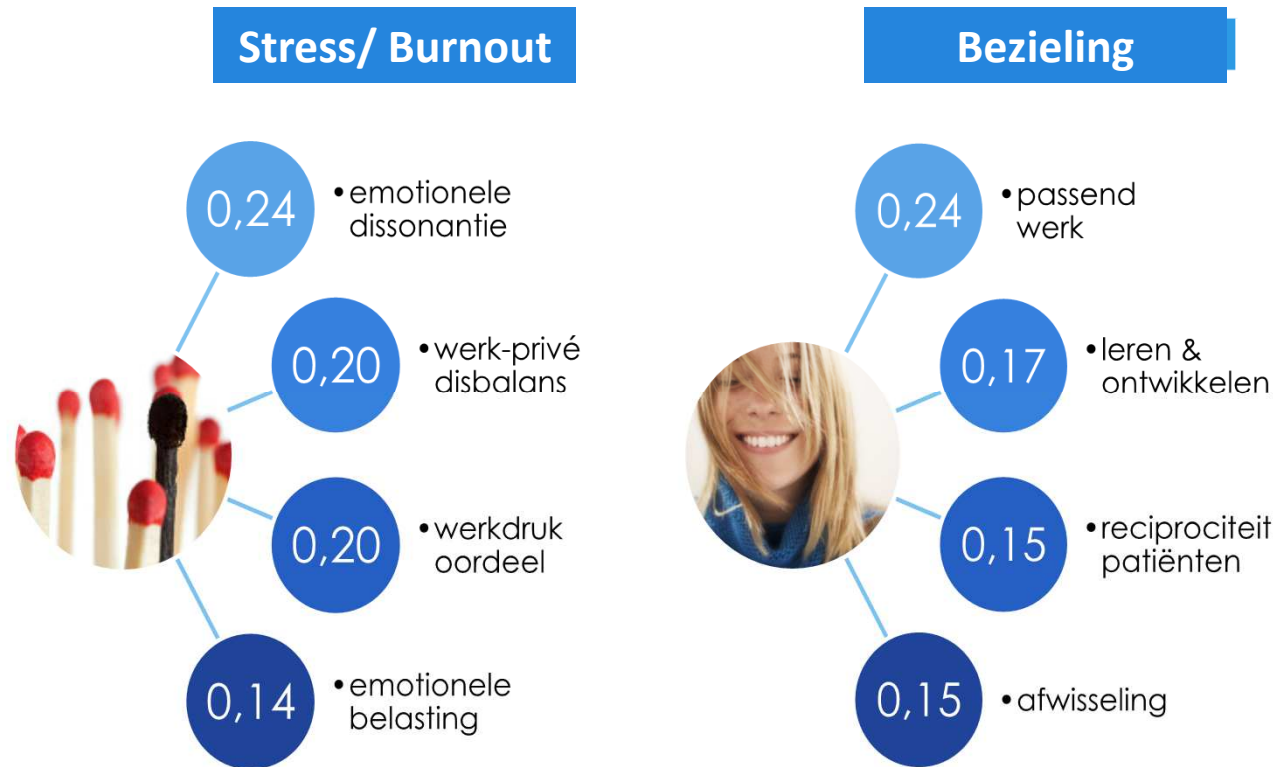 Stress/ Burnout
0,24
•emotionele
dissonantie
0,20
•werk-privé
disbalans
0,20
•werkdruk
oordeel
0,14
•emotionele
belasting
Bezieling
0,24
•passend
werk
0,17
•leren &
ontwikkelen
0,15
•reciprociteit
patiënten
0,15
•afwisseling